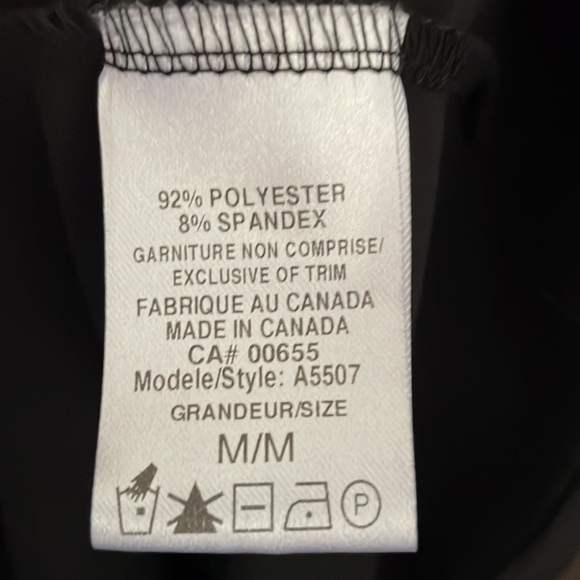 92% POLYESTER
8% SPANDEX
GARNITURE NON COMPRISE/
EXCLUSIVE OF TRIM
FABRIQUE AU CANADA
MADE IN CANADA
CA# 00655
Modele/Style: A5507
GRANDEUR/SIZE
M/M
P